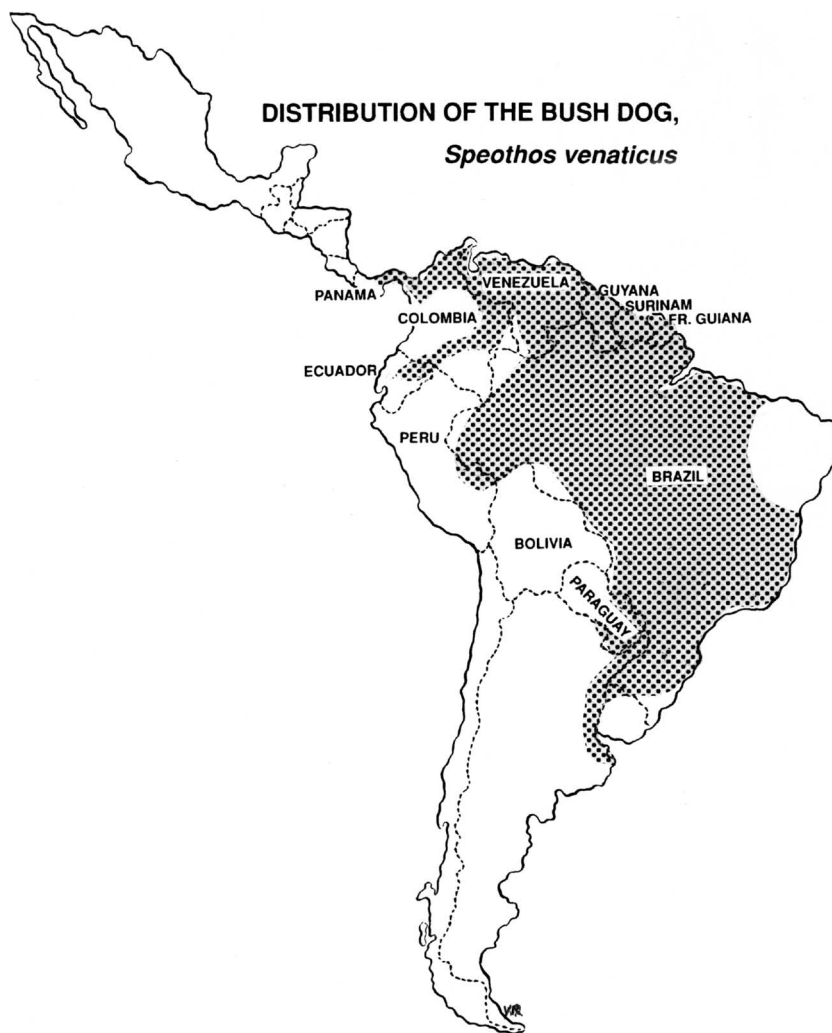 DISTRIBUTION OF THE BUSH DOG,
Speothos venaticus
PANAMA
VENEZUELA
GUYANA
SURINAM
FR. GUIANA
COLOMBIA
ECUADOR
PERU
BRAZIL
BOLIVIA
PARAGUAY